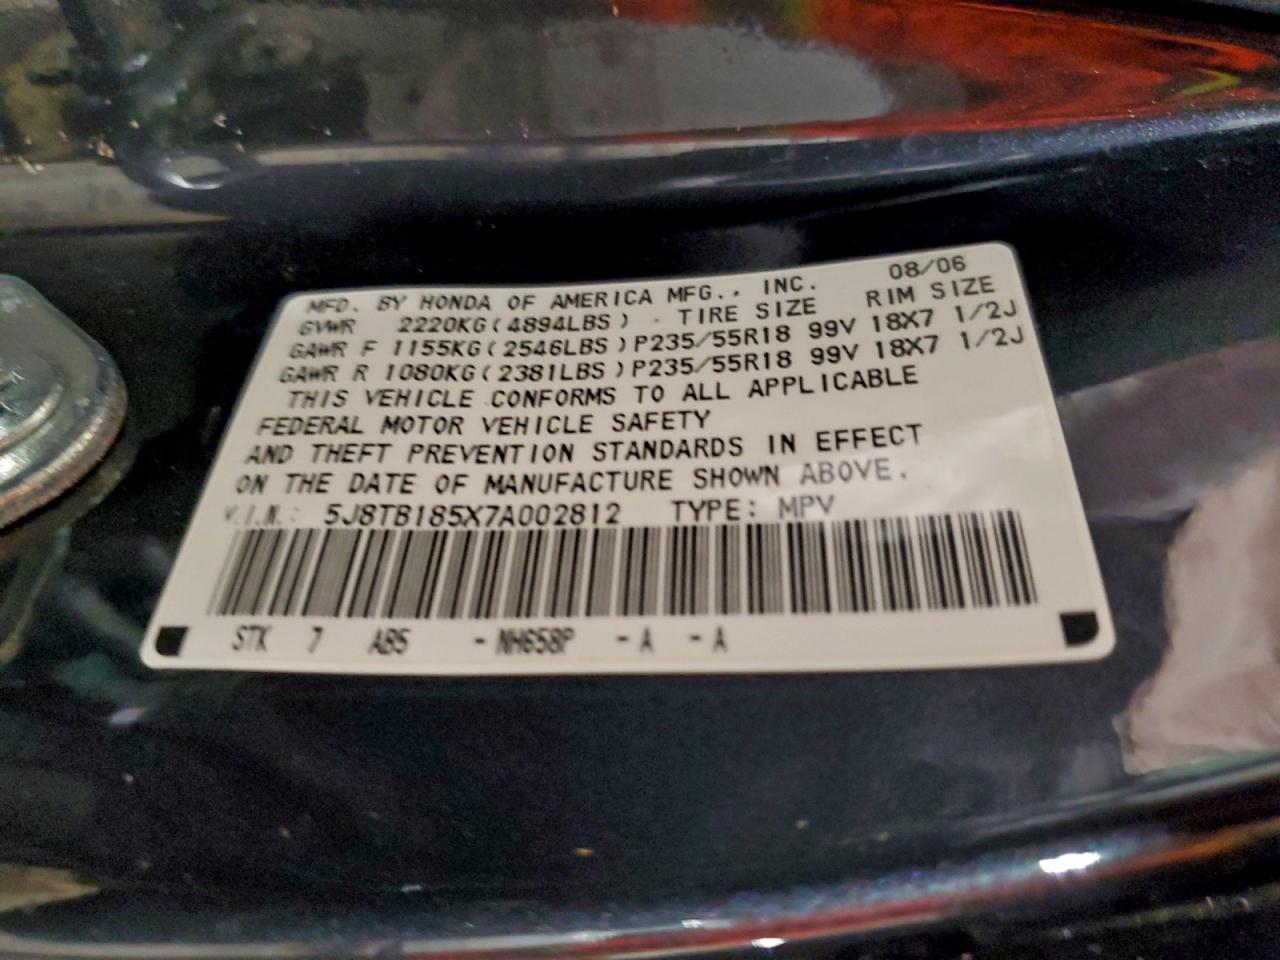 MFD. BY HONDA OF AMERICA MFG., INC. 08/06
GVWR 2220KG(4894LBS) TIRE SIZE RIM SIZE
GAWR F 1155KG(2546LBS)P235/55R18 99V 18X7 1/2J
GAWR R 1080KG(2381LBS)P235/55R18 99V 18X7 1/2J
THIS VEHICLE CONFORMS TO ALL APPLICABLE
FEDERAL MOTOR VEHICLE SAFETY
AND THEFT PREVENTION STANDARDS IN EFFECT
ON THE DATE OF MANUFACTURE SHOWN ABOVE.
V.I.N.: 5J8TB185X7A002812 TYPE: MPV
STK 7 AB5 -NH658P -A -A